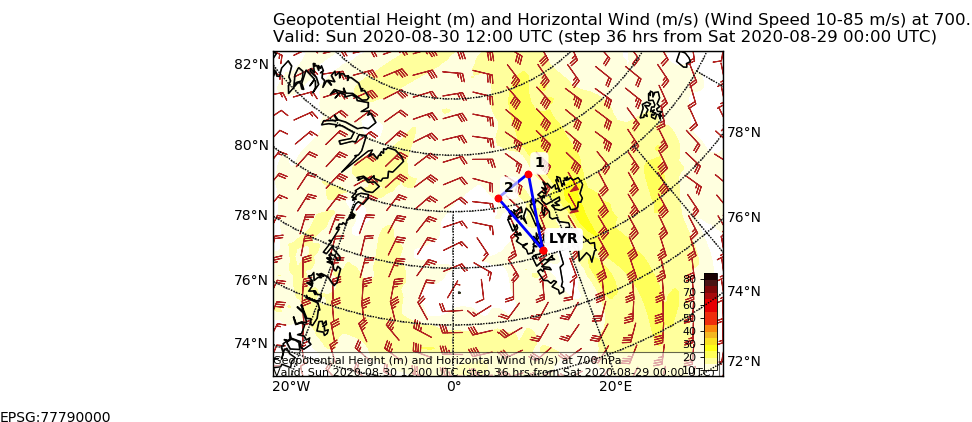 Geopotential Height (m) and Horizontal Wind (m/s) (Wind Speed 10-85 m/s) at 700.
Valid: Sun 2020-08-30 12:00 UTC (step 36 hrs from Sat 2020-08-29 00:00 UTC)
82°N
80°N
78°N
78°N
76°N
76°N
74°N
74°N
72°N
1
2
LYR
80
70
60
50
40
30
20
10
Geopotential Height (m) and Horizontal Wind (m/s) at 700 hPa
Valid: Sun 2020-08-30 12:00 UTC (step 36 hrs from Sat 2020-08-29 00:00 UTC)
20°W
0°
20°E
EPSG:77790000